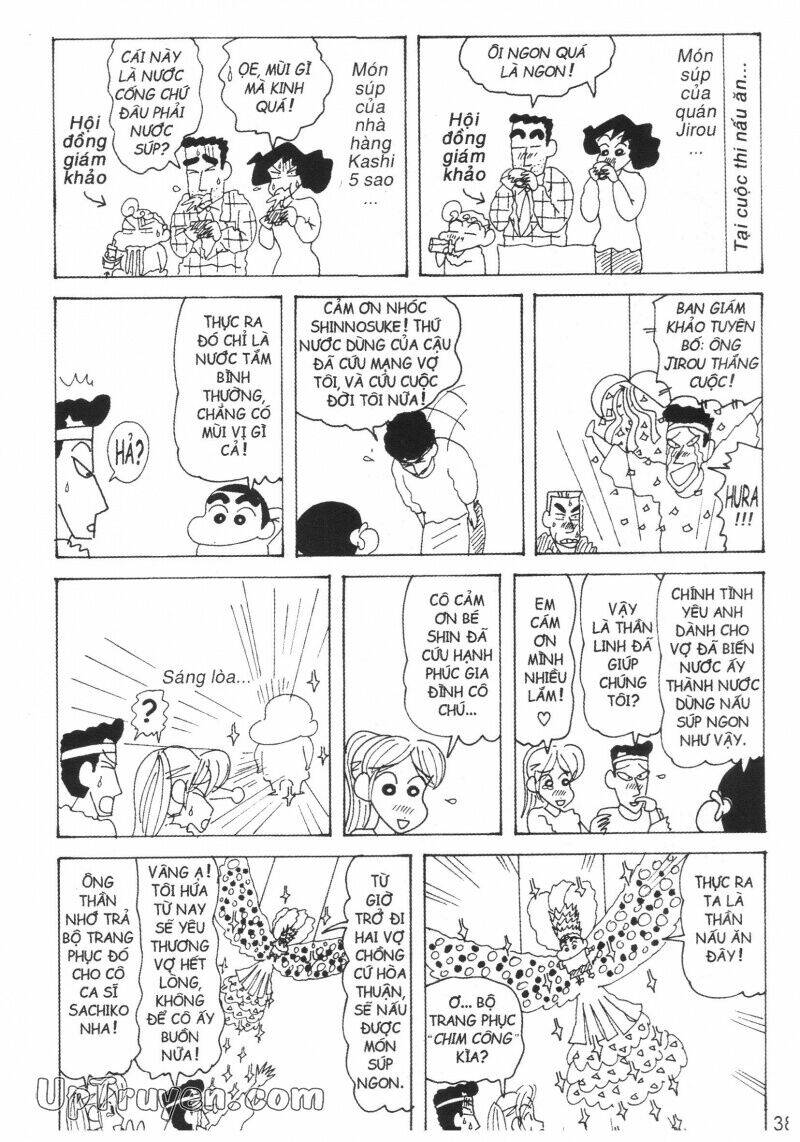 Tại cuộc thi nấu ăn...
Món
súp
của
quán
Jirou
...
ÔI NGON QUÁ
LÀ NGON!
Hội
đồng
giám
khảo
Món
súp
của
nhà
hàng
Kashi
5 sao
...
ỌE, MÙI GÌ
MÀ KINH
QUÁ!
CÁI NÀY
LÀ NƯỚC
CỐNG CHỨ
ĐÂU PHẢI
NƯỚC
SÚP?
Hội
đồng
giám
khảo
BAN GIÁM
KHẢO TUYÊN
BỐ: ÔNG
JIROU THẮNG
CUỘC!
HURA
!!!
CẢM ƠN NHÓC
SHINNOSUKE! THỨ
NƯỚC DÙNG CỦA CẬU
ĐÃ CỨU MẠNG VỢ
TÔI, VÀ CỨU CUỘC
ĐỜI TÔI NỮA!
THỰC RA
ĐÓ CHỈ LÀ
NƯỚC TẮM
BÌNH
THƯỜNG,
CHẲNG CÓ
MÙI VỊ GÌ
CẢ!
HẢ?
CHÍNH TÌNH
YÊU ANH
DÀNH CHO
VỢ ĐÃ BIẾN
NƯỚC ẤY
THÀNH NƯỚC
DÙNG NẤU
SÚP NGON
NHƯ VẬY.
VẬY
LÀ THẦN
LINH ĐÃ
GIÚP
CHÚNG
TÔI?
EM
CẢM
ƠN
MÌNH
NHIỀU
LẮM!
♡
CÔ CẢM
ƠN BÉ
SHIN ĐÃ
CỨU HẠNH
PHÚC GIA
ĐÌNH CÔ
CHÚ...
Sáng lòa...
?
THỰC RA
TA LÀ
THẦN
NẤU ĂN
ĐÂY!
Ơ... BỘ
TRANG PHỤC
"CHIM CÔNG"
KÌA?
TỪ
GIỜ
TRỞ ĐI
HAI VỢ
CHỒNG
CỨ HÒA
THUẬN,
SẼ NẤU
ĐƯỢC
MÓN
SÚP
NGON.
VÂNG Ạ!
TÔI HỨA
TỪ NAY
SẼ YÊU
THƯƠNG
VỢ HẾT
LÒNG,
KHÔNG
ĐỂ CÔ ẤY
BUỒN
NỮA!
ÔNG
THẦN
NHỚ TRẢ
BỘ TRANG
PHỤC ĐÓ
CHO CÔ
CA SĨ
SACHIKO
NHA!
UpTruyen.com
38